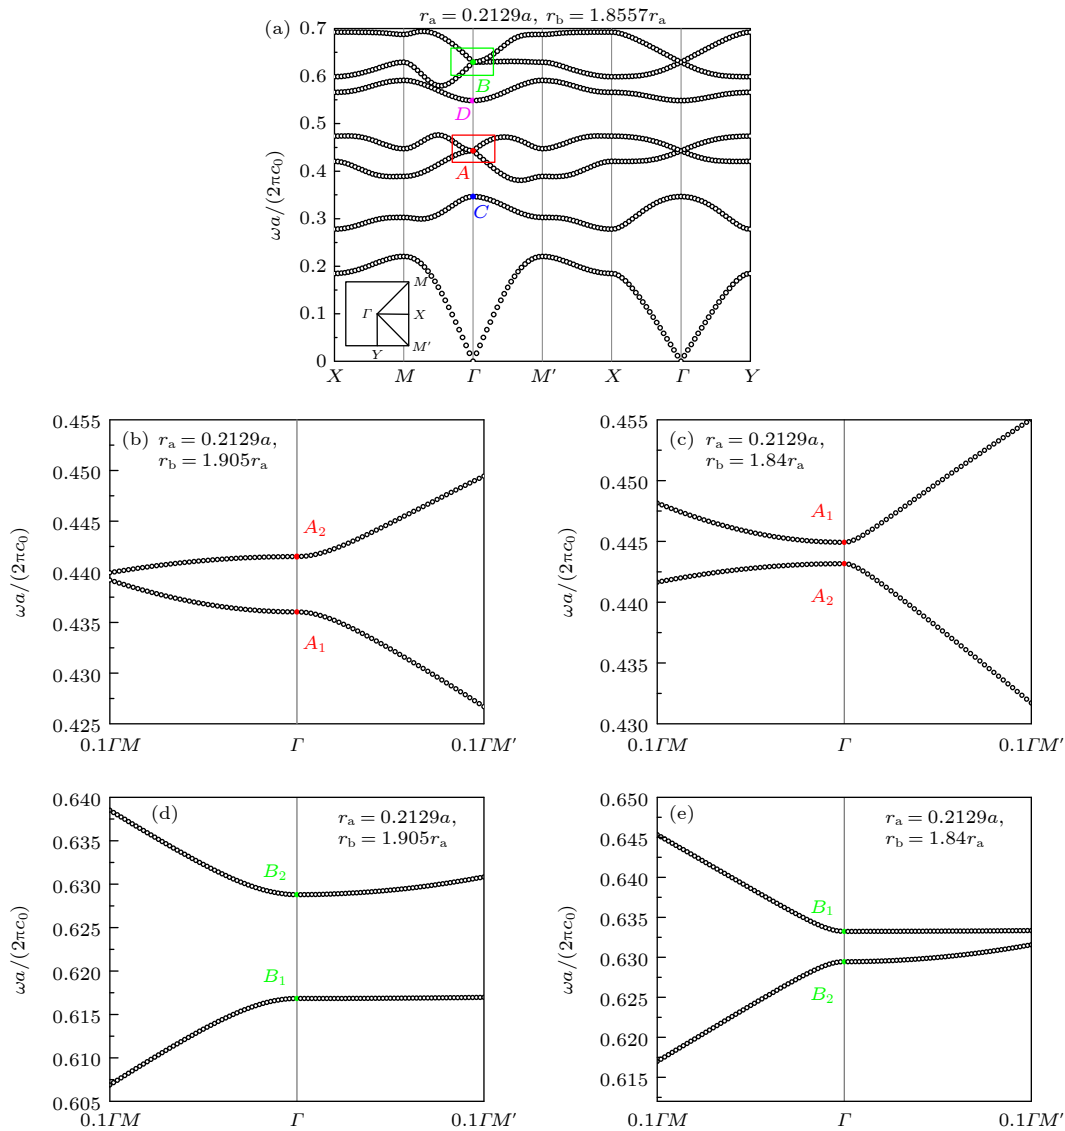 (a)
r_a = 0.2129a, r_b = 1.8557r_a
0.7
0.6
0.5
0.4
0.3
0.2
0.1
0
ωa/(2πc_0)
B
D
A
C
M
Γ
X
Y
M′
X M Γ M′ X Γ Y
(b) r_a = 0.2129a,
r_b = 1.905r_a
0.455
0.450
0.445
0.440
0.435
0.430
0.425
ωa/(2πc_0)
A_2
A_1
0.1ΓM Γ 0.1ΓM′
(c) r_a = 0.2129a,
r_b = 1.84r_a
0.455
0.450
0.445
0.440
0.435
0.430
ωa/(2πc_0)
A_1
A_2
0.1ΓM Γ 0.1ΓM′
(d) r_a = 0.2129a,
r_b = 1.905r_a
0.640
0.635
0.630
0.625
0.620
0.615
0.610
0.605
ωa/(2πc_0)
B_2
B_1
0.1ΓM Γ 0.1ΓM′
(e) r_a = 0.2129a,
r_b = 1.84r_a
0.650
0.645
0.640
0.635
0.630
0.625
0.620
0.615
ωa/(2πc_0)
B_1
B_2
0.1ΓM Γ 0.1ΓM′